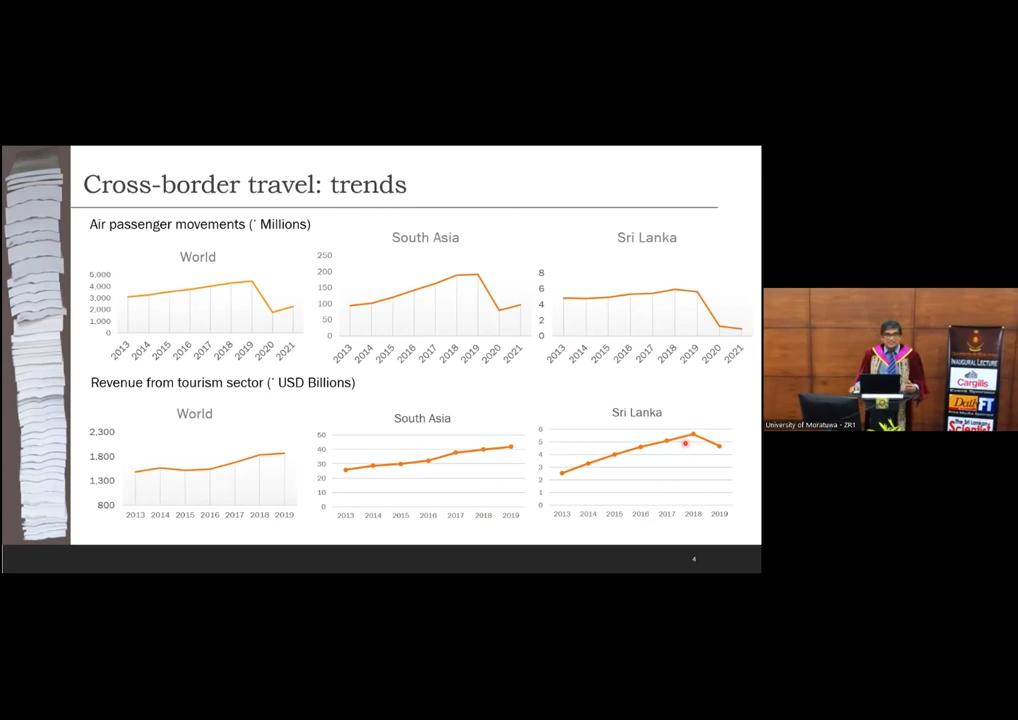 Cross-border travel: trends
Air passenger movements (' Millions)
World
5,000
4,000
3,000
2,000
1,000
0
2013 2014 2015 2016 2017 2018 2019 2020 2021
South Asia
250
200
150
100
50
0
2013 2014 2015 2016 2017 2018 2019 2020 2021
Sri Lanka
8
6
4
2
0
2013 2014 2015 2016 2017 2018 2019 2020 2021
Revenue from tourism sector (' USD Billions)
World
2,300
1,800
1,300
800
2013 2014 2015 2016 2017 2018 2019
South Asia
50
40
30
20
10
0
2013 2014 2015 2016 2017 2018 2019
Sri Lanka
6
5
4
3
2
1
0
2013 2014 2015 2016 2017 2018 2019
4
INAUGURAL LECTURE
Cargills
Daily FT
The Sri Lankan
Scientist
University of Moratuwa - ZR1